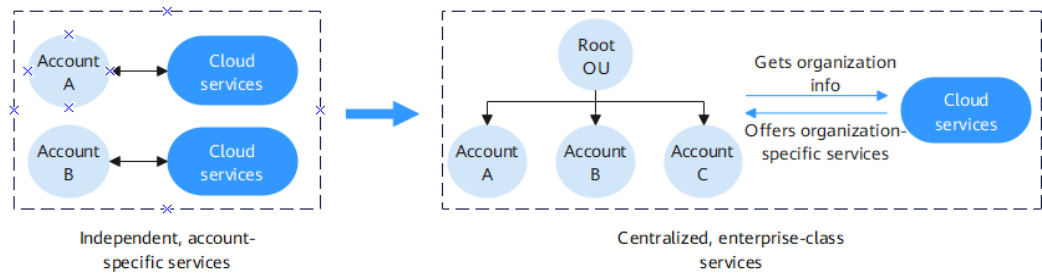 Account
A
Cloud
services
Account
B
Cloud
services
Independent, account-
specific services
Root
OU
Account
A
Account
B
Account
C
Gets organization
info
Offers organization-
specific services
Cloud
services
Centralized, enterprise-class
services